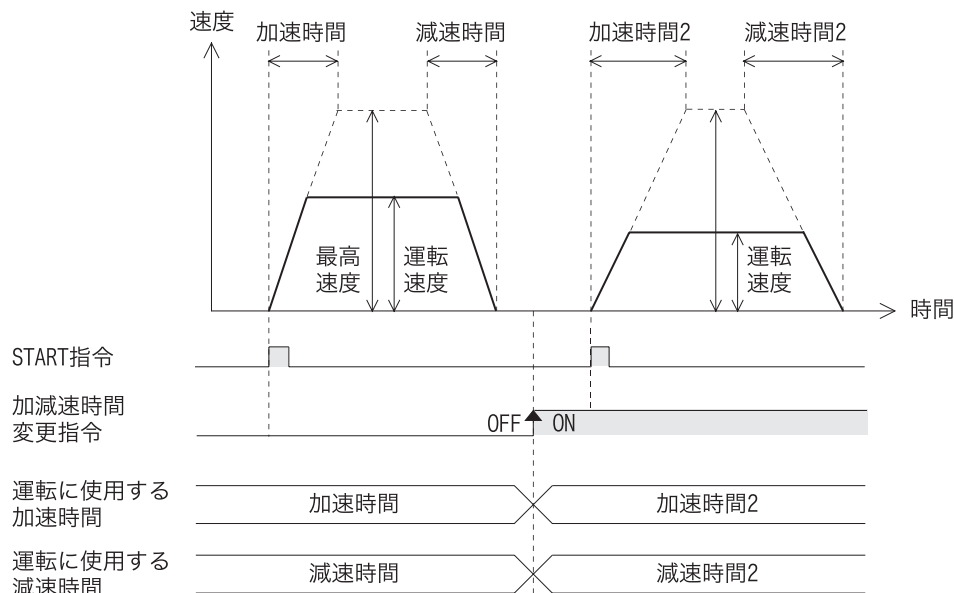 速度
加速時間
減速時間
加速時間2
減速時間2
最高
速度
運転
速度
運転
速度
時間
START指令
加減速時間
変更指令
OFF
ON
運転に使用する
加速時間
加速時間
加速時間2
運転に使用する
減速時間
減速時間
減速時間2